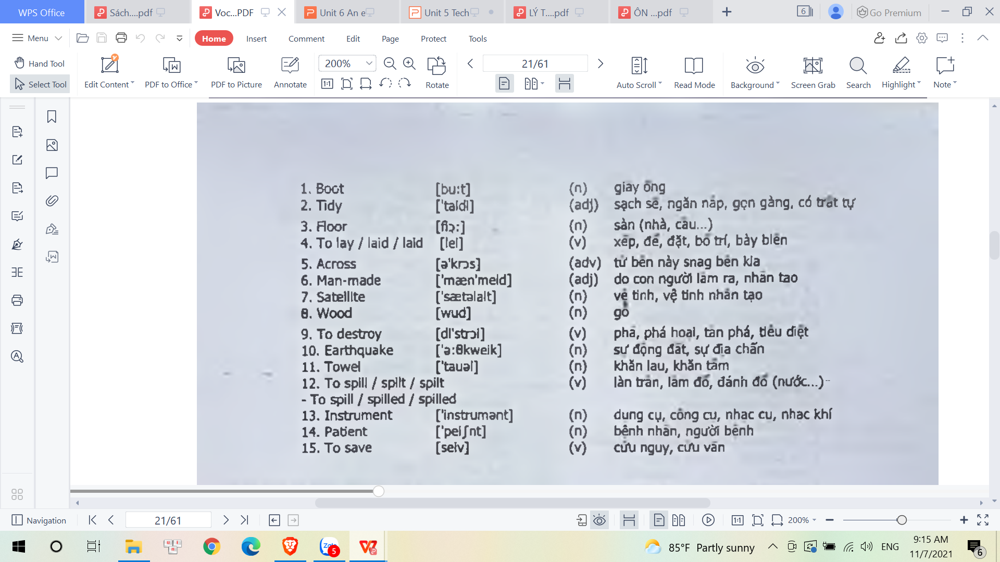 WPS Office
Sách....pdf
Voc...PDF
Unit 6 An e
Unit 5 Tech
LÝ T....pdf
ÔN ...pdf
6
Go Premium
Menu
Home
Insert
Comment
Edit
Page
Protect
Tools
Hand Tool
Select Tool
Edit Content
PDF to Office
PDF to Picture
Annotate
200%
1:1
Rotate
21/61
Auto Scroll
Read Mode
Background
Screen Grab
Search
Highlight
Note
1. Boot [bu:t] (n) giày ống
2. Tidy ['taidi] (adj) sạch sẽ, ngăn nắp, gọn gàng, có trật tự
3. Floor [flɔ:] (n) sàn (nhà, cầu...)
4. To lay / laid / laid [lei] (v) xếp, để, đặt, bố trí, bày biện
5. Across [ə'krɔs] (adv) từ bên này snag bên kia
6. Man-made ['mæn'meid] (adj) do con người làm ra, nhân tạo
7. Satellite ['sætəlait] (n) vệ tinh, vệ tinh nhân tạo
8. Wood [wud] (n) gỗ
9. To destroy [di'strɔi] (v) phá, phá hoại, tàn phá, tiêu diệt
10. Earthquake ['ə:θkweik] (n) sự động đất, sự địa chấn
11. Towel ['tauəl] (n) khăn lau, khăn tắm
12. To spill / spilt / spilt (v) làn tràn, làm đổ, đánh đổ (nước...)
- To spill / spilled / spilled
13. Instrument ['instrumənt] (n) dụng cụ, công cụ, nhạc cụ, nhạc khí
14. Patient ['peiʃnt] (n) bệnh nhân, người bệnh
15. To save [seiv] (v) cứu nguy, cứu vãn
Navigation
21/61
1:1
200%
5
85°F Partly sunny
ENG
9:15 AM
11/7/2021
6